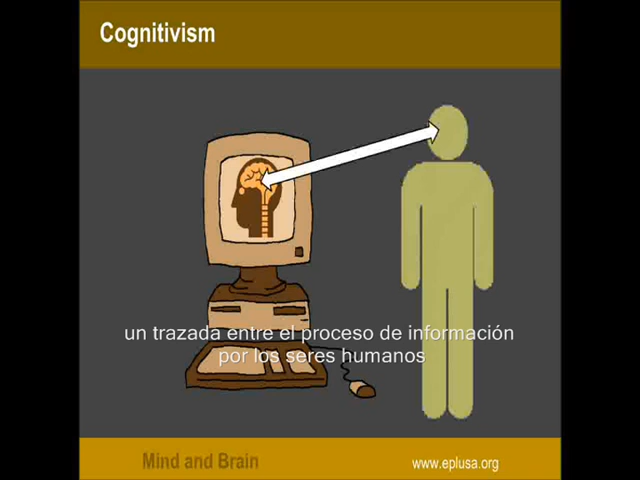 Cognitivism
un trazada entre el proceso de información
por los seres humanos
Mind and Brain
www.eplusa.org